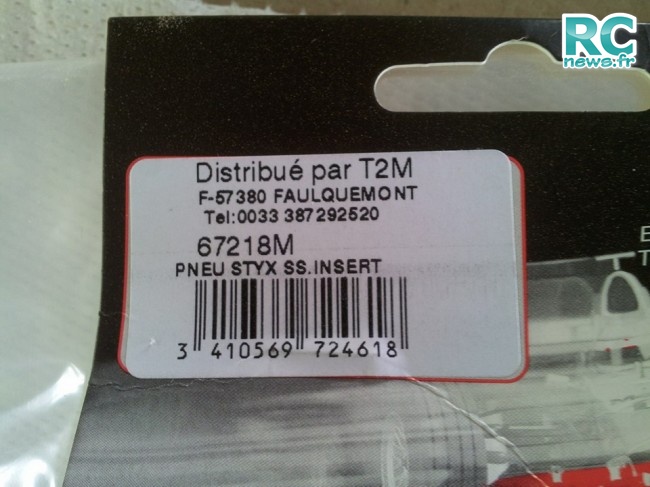 RC
news.fr
Distribué par T2M
F-57380 FAULQUEMONT
Tel:0033 387292520
67218M
PNEU STYX SS.INSERT
3 410569 724618